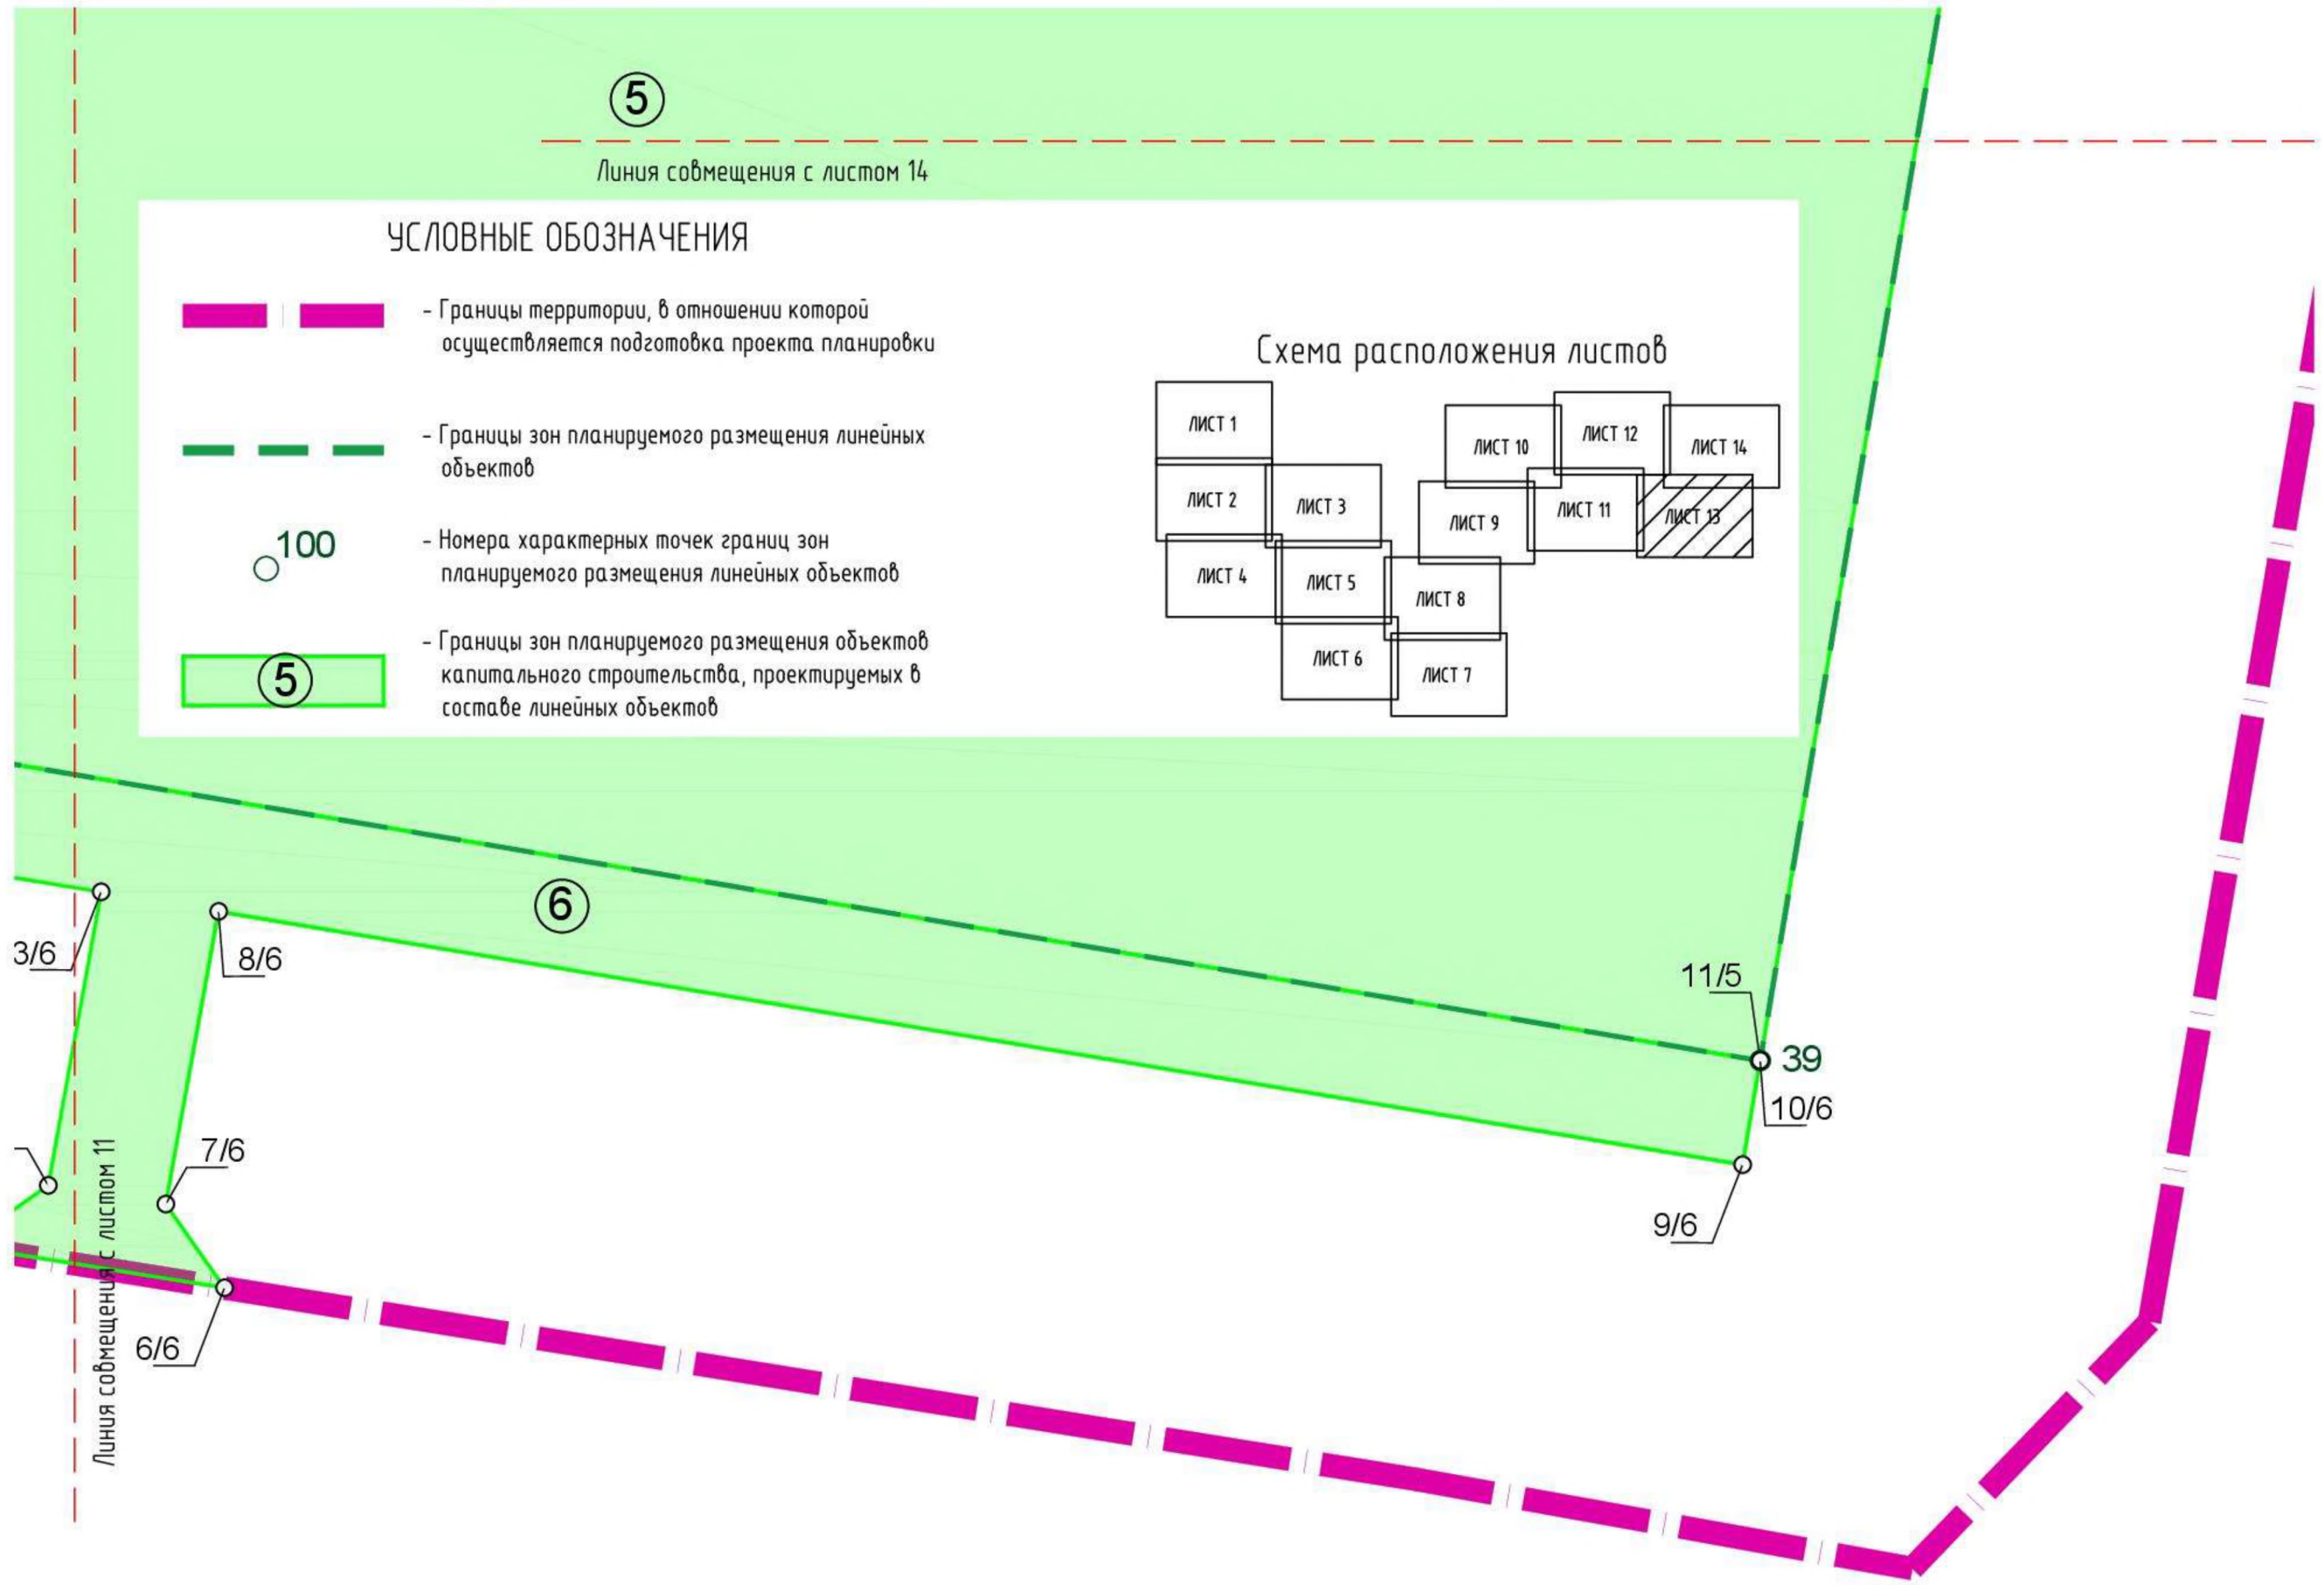 5
Линия совмещения с листом 14
УСЛОВНЫЕ ОБОЗНАЧЕНИЯ
- Границы территории, в отношении которой
осуществляется подготовка проекта планировки
- Границы зон планируемого размещения линейных
объектов
100
- Номера характерных точек границ зон
планируемого размещения линейных объектов
5
- Границы зон планируемого размещения объектов
капитального строительства, проектируемых в
составе линейных объектов
Схема расположения листов
ЛИСТ 1
ЛИСТ 2
ЛИСТ 3
ЛИСТ 4
ЛИСТ 5
ЛИСТ 6
ЛИСТ 7
ЛИСТ 8
ЛИСТ 9
ЛИСТ 10
ЛИСТ 11
ЛИСТ 12
ЛИСТ 13
ЛИСТ 14
6
3/6
8/6
11/5
39
10/6
7/6
9/6
6/6
Линия совмещения с листом 11